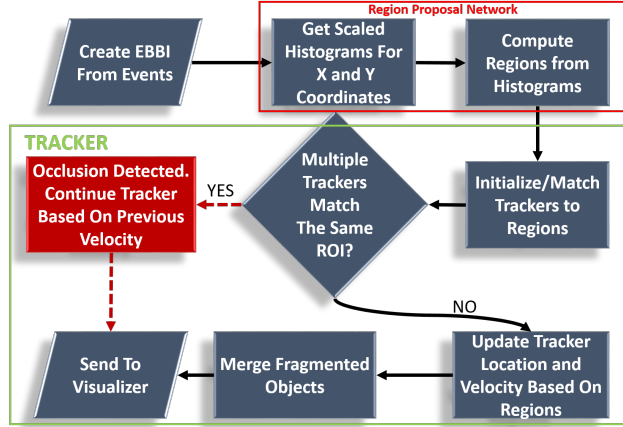 Region Proposal Network
Create EBBI
From Events
Get Scaled
Histograms For
X and Y
Coordinates
Compute
Regions from
Histograms
TRACKER
Occlusion Detected.
Continue Tracker
Based On Previous
Velocity
YES
Multiple
Trackers
Match
The Same
ROI?
Initialize/Match
Trackers to
Regions
NO
Send To
Visualizer
Merge Fragmented
Objects
Update Tracker
Location and
Velocity Based On
Regions